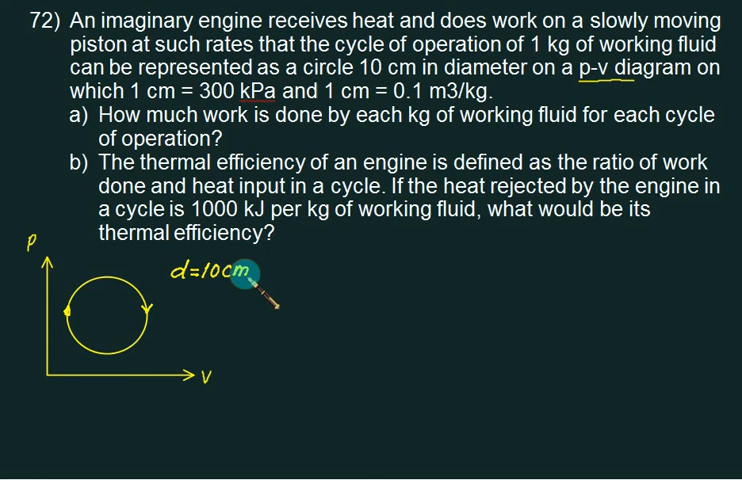 72) An imaginary engine receives heat and does work on a slowly moving
piston at such rates that the cycle of operation of 1 kg of working fluid
can be represented as a circle 10 cm in diameter on a p-v diagram on
which 1 cm = 300 kPa and 1 cm = 0.1 m3/kg.
a) How much work is done by each kg of working fluid for each cycle
of operation?
b) The thermal efficiency of an engine is defined as the ratio of work
done and heat input in a cycle. If the heat rejected by the engine in
a cycle is 1000 kJ per kg of working fluid, what would be its
thermal efficiency?
P
d=10cm
V